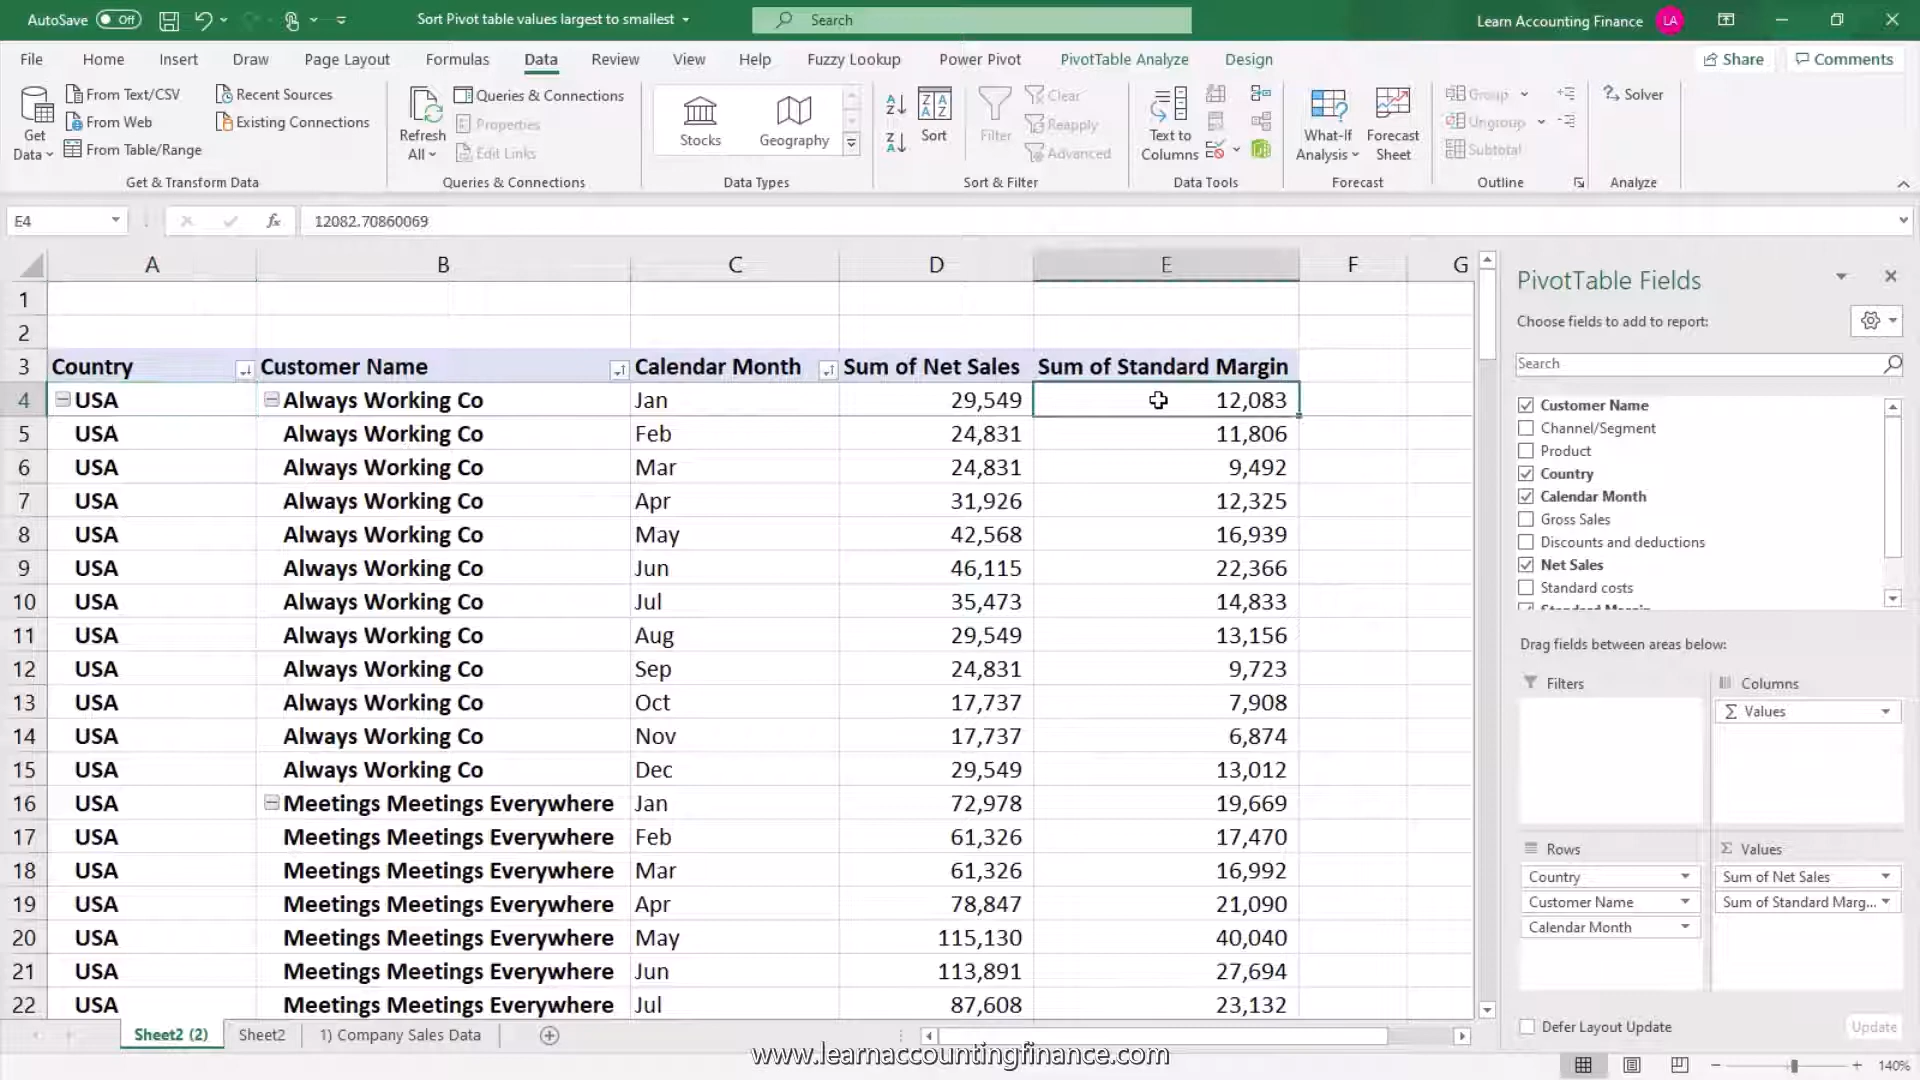 AutoSave Off Sort Pivot table values largest to smallest Search Learn Accounting Finance LA
File Home Insert Draw Page Layout Formulas Data Review View Help Fuzzy Lookup Power Pivot PivotTable Analyze Design Share Comments
Get Data
From Text/CSV
From Web
From Table/Range
Recent Sources
Existing Connections
Get & Transform Data
Refresh All
Queries & Connections
Properties
Edit Links
Queries & Connections
Stocks
Geography
Data Types
Sort
Filter
Clear
Reapply
Advanced
Sort & Filter
Text to Columns
Data Tools
What-If Analysis
Forecast Sheet
Forecast
Group
Ungroup
Subtotal
Outline
Solver
Analyze
E4 fx 12082.70860069
A B C D E F G
1
2
3 Country Customer Name Calendar Month Sum of Net Sales Sum of Standard Margin
4 USA Always Working Co Jan 29,549 12,083
5 USA Always Working Co Feb 24,831 11,806
6 USA Always Working Co Mar 24,831 9,492
7 USA Always Working Co Apr 31,926 12,325
8 USA Always Working Co May 42,568 16,939
9 USA Always Working Co Jun 46,115 22,366
10 USA Always Working Co Jul 35,473 14,833
11 USA Always Working Co Aug 29,549 13,156
12 USA Always Working Co Sep 24,831 9,723
13 USA Always Working Co Oct 17,737 7,908
14 USA Always Working Co Nov 17,737 6,874
15 USA Always Working Co Dec 29,549 13,012
16 USA Meetings Meetings Everywhere Jan 72,978 19,669
17 USA Meetings Meetings Everywhere Feb 61,326 17,470
18 USA Meetings Meetings Everywhere Mar 61,326 16,992
19 USA Meetings Meetings Everywhere Apr 78,847 21,090
20 USA Meetings Meetings Everywhere May 115,130 40,040
21 USA Meetings Meetings Everywhere Jun 113,891 27,694
22 USA Meetings Meetings Everywhere Jul 87,608 23,132
PivotTable Fields
Choose fields to add to report:
Search
Customer Name
Channel/Segment
Product
Country
Calendar Month
Gross Sales
Discounts and deductions
Net Sales
Standard costs
Standard Margin
Drag fields between areas below:
Filters
Columns
Σ Values
Rows
Country
Customer Name
Calendar Month
Σ Values
Sum of Net Sales
Sum of Standard Marg...
Defer Layout Update Update
Sheet2 (2) Sheet2 1) Company Sales Data
www.learnaccountingfinance.com
140%